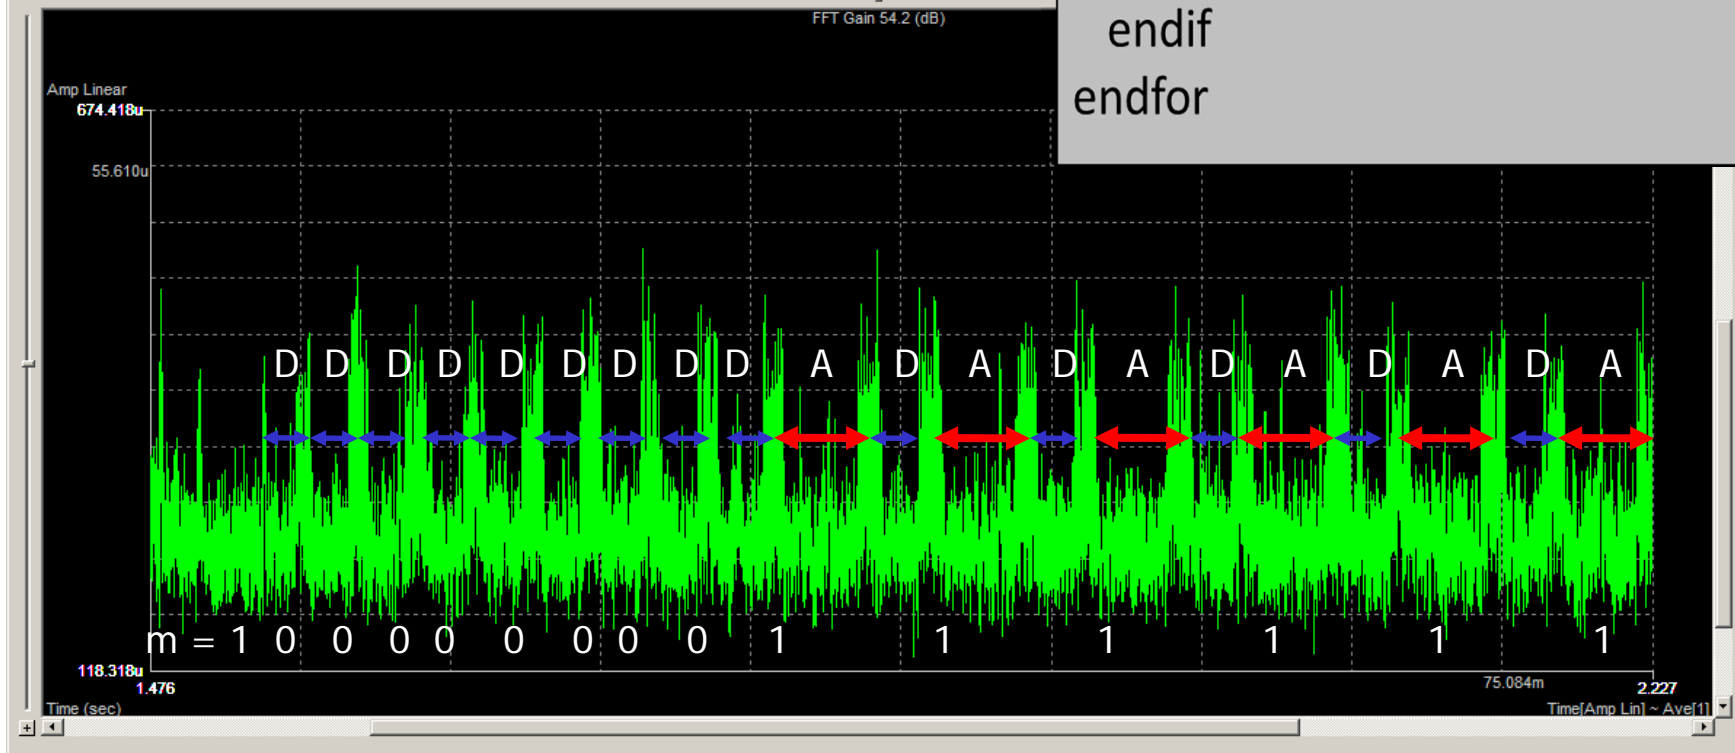 FFT Gain 54.2 (dB)
endif
endfor
Amp Linear
674.418u
55.610u
D D D D D D D D D A D A D A D A D A D A
m = 1 0 0 0 0 0 0 0 0 1 1 1 1 1 1
118.318u
1.476
75.084m
2.227
Time (sec)
Time[Amp Lin] ~ Ave[1]